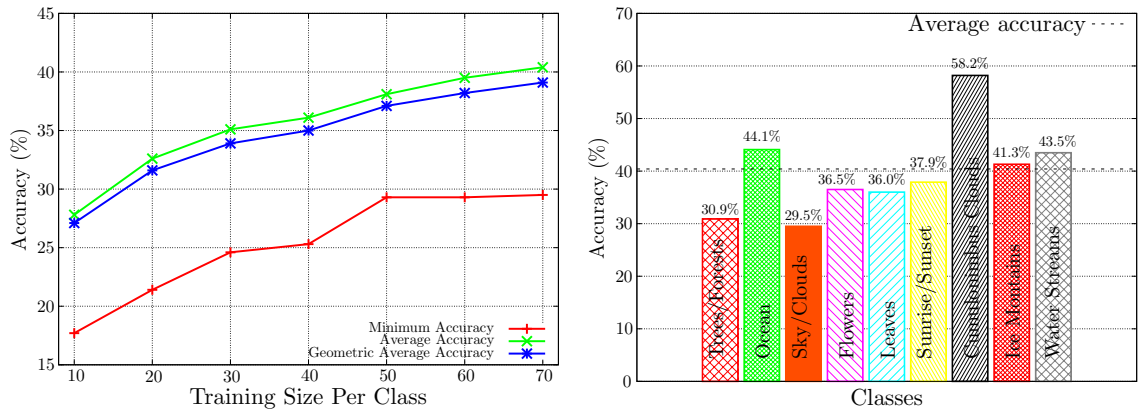 45
40
35
30
25
20
15
Accuracy (%)
10 20 30 40 50 60 70
Training Size Per Class
Minimum Accuracy
Average Accuracy
Geometric Average Accuracy
70
60
50
40
30
20
10
0
Accuracy (%)
Average accuracy
30.9%
44.1%
29.5%
36.5%
36.0%
37.9%
58.2%
41.3%
43.5%
Trees/Forests
Ocean
Sky/Clouds
Flowers
Leaves
Sunrise/Sunset
Cumulonimbus Clouds
Ice Montains
Water Streams
Classes